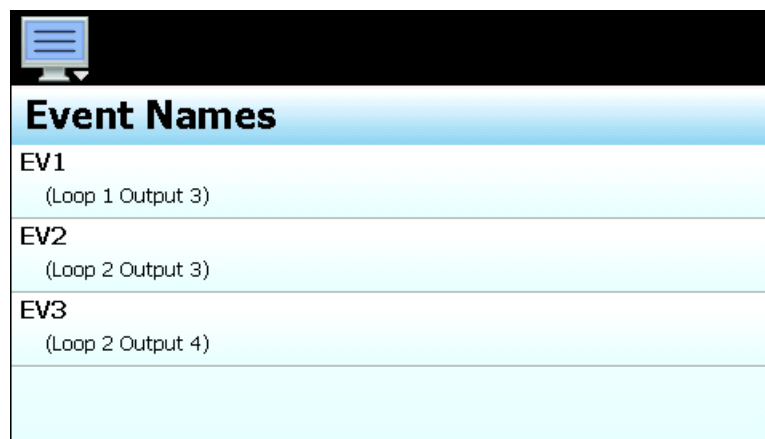 Event Names
EV1
(Loop 1 Output 3)
EV2
(Loop 2 Output 3)
EV3
(Loop 2 Output 4)